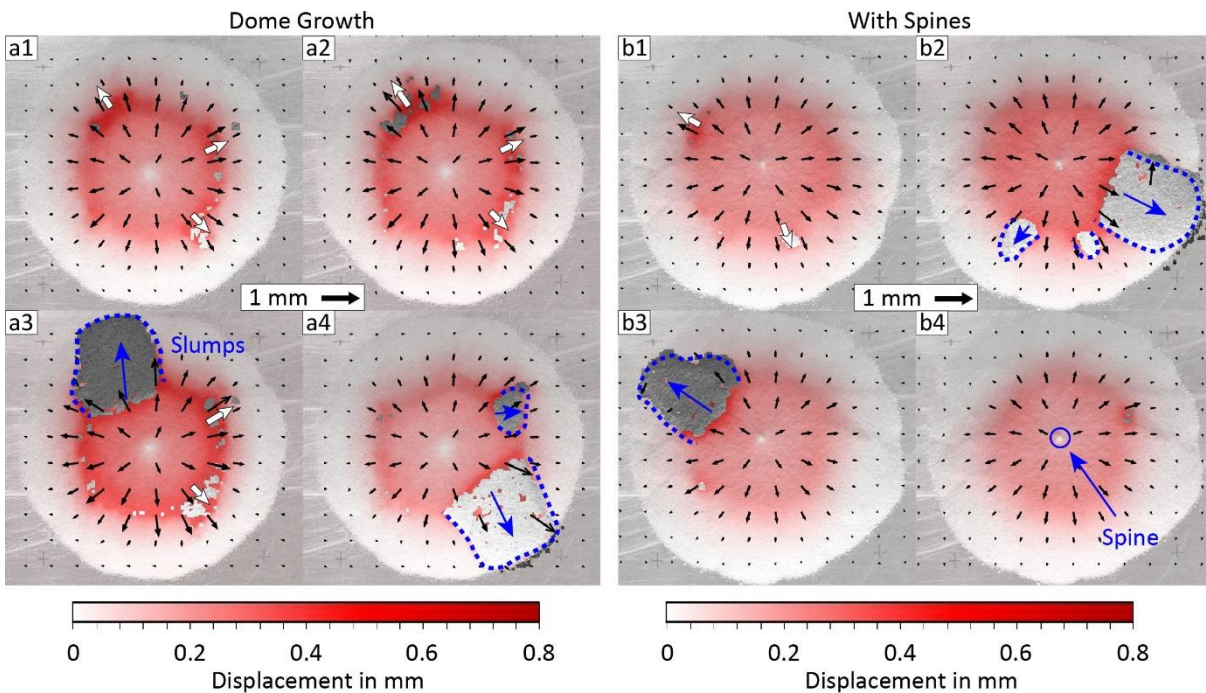 Dome Growth
With Spines
a1
a2
b1
b2
1 mm
1 mm
a3
Slumps
a4
b3
b4
Spine
0 0.2 0.4 0.6 0.8
Displacement in mm
0 0.2 0.4 0.6 0.8
Displacement in mm